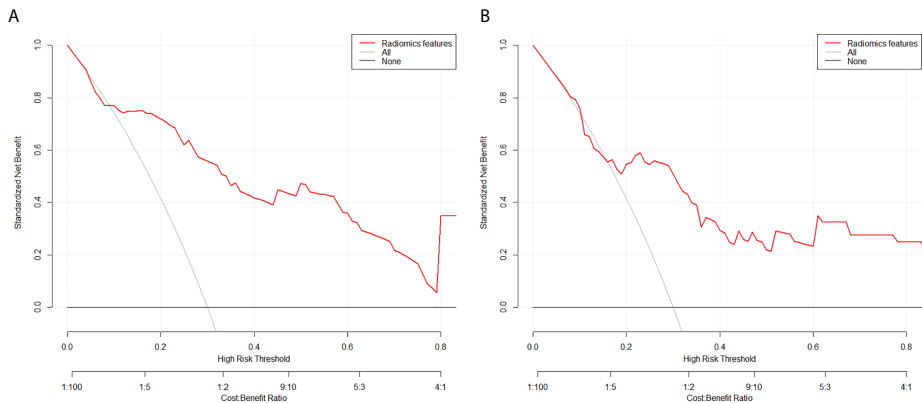 A
Radiomics features
All
None
Standardized Net Benefit
1.0
0.8
0.6
0.4
0.2
0.0
0.0 0.2 0.4 0.6 0.8
High Risk Threshold
1:100 1:5 1:2 9:10 5:3 4:1
Cost:Benefit Ratio
B
Radiomics features
All
None
Standardized Net Benefit
1.0
0.8
0.6
0.4
0.2
0.0
0.0 0.2 0.4 0.6 0.8
High Risk Threshold
1:100 1:5 1:2 9:10 5:3 4:1
Cost:Benefit Ratio